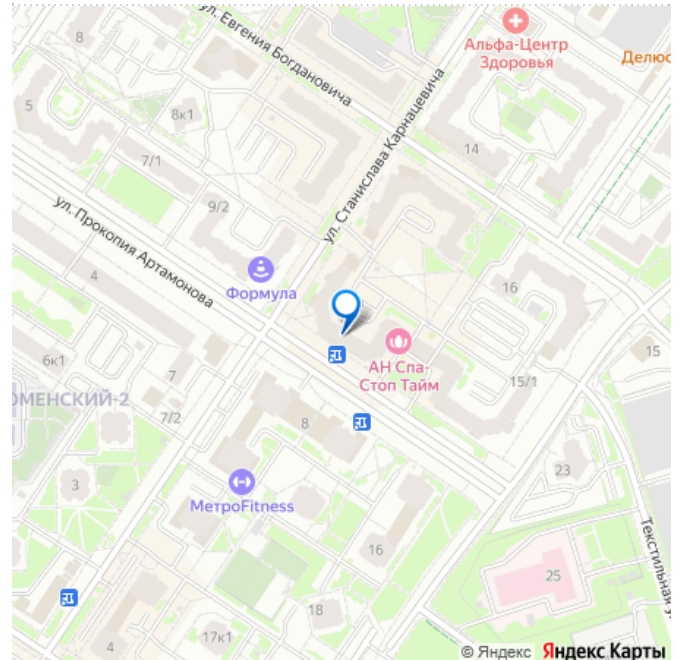 8
ул. Евгения Богдановича
Альфа-Центр
Здоровья
Делюс
5
8к1
7/1
14
ул. Станислава Карнацевича
9/2
ул. Прокопия Артамонова
4
Формула
16
6к1
7
АН Спа-
Стоп Тайм
15
15/1
ОМЕНСКИЙ-2
7/2
8
3
МетроFitness
23
16
25
Текстильная у
18
17к1
4
© Яндекс Яндекс Карты